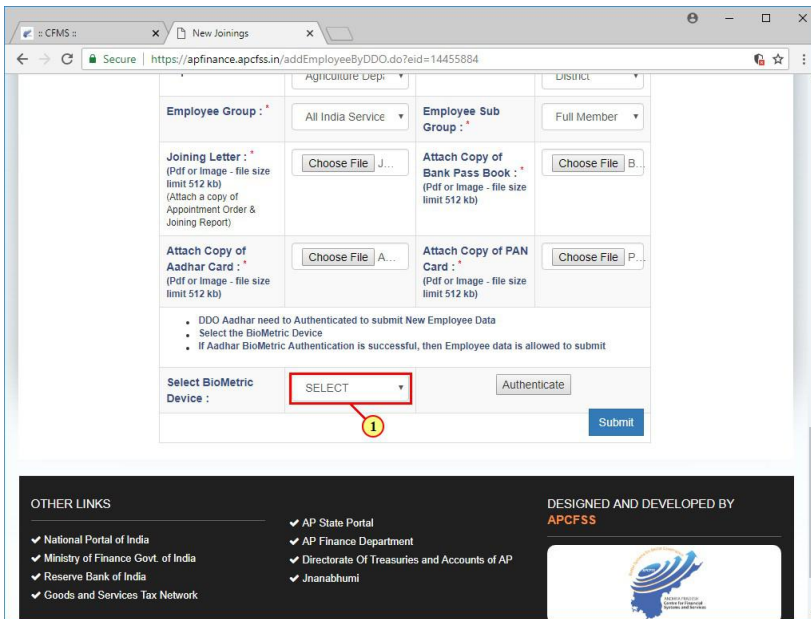 :: CFMS ::
New Joinings
Secure | https://apfinance.apcfss.in/addEmployeeByDDO.do?eid=14455884
Agriculture Dep
District
Employee Group : *
All India Service
Employee Sub
Group : *
Full Member
Joining Letter : *
(Pdf or Image - file size
limit 512 kb)
(Attach a copy of
Appointment Order &
Joining Report)
Choose File J...
Attach Copy of
Bank Pass Book : *
(Pdf or Image - file size
limit 512 kb)
Choose File B...
Attach Copy of
Aadhar Card : *
(Pdf or Image - file size
limit 512 kb)
Choose File A...
Attach Copy of PAN
Card : *
(Pdf or Image - file size
limit 512 kb)
Choose File P...
• DDO Aadhar need to Authenticated to submit New Employee Data
• Select the BioMetric Device
• If Aadhar BioMetric Authentication is successful, then Employee data is allowed to submit
Select BioMetric
Device :
SELECT
Authenticate
1
Submit
OTHER LINKS
✔ National Portal of India
✔ Ministry of Finance Govt. of India
✔ Reserve Bank of India
✔ Goods and Services Tax Network
✔ AP State Portal
✔ AP Finance Department
✔ Directorate Of Treasuries and Accounts of AP
✔ Jnanabhumi
DESIGNED AND DEVELOPED BY
APCFSS
ANDHRA PRADESH
Centre for Financial
Systems and Services